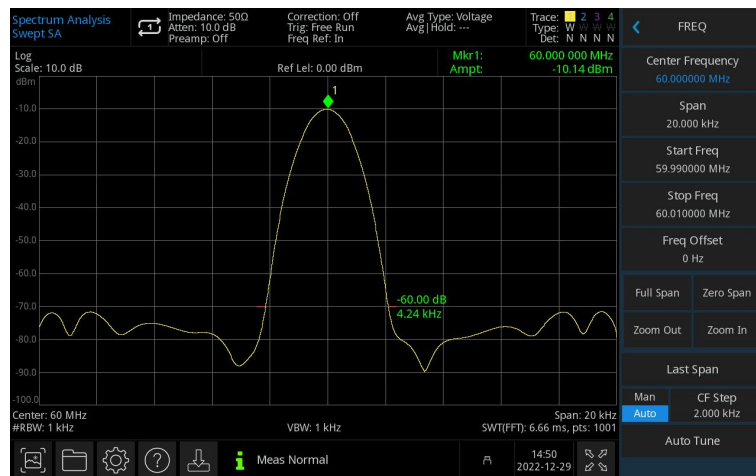 Spectrum Analysis
Swept SA
1
Impedance: 50Ω
Atten: 10.0 dB
Preamp: Off
Correction: Off
Trig: Free Run
Freq Ref: In
Avg Type: Voltage
Avg|Hold: ---
Trace: 1 2 3 4
Type: W W W W
Det: N N N N
Log
Scale: 10.0 dB
Ref Lel: 0.00 dBm
Mkr1: 60.000 000 MHz
Ampt: -10.14 dBm
dBm
1
-10.0
-20.0
-30.0
-40.0
-50.0
-60.0
-70.0
-80.0
-90.0
-100.0
-60.00 dB
4.24 kHz
Center: 60 MHz
#RBW: 1 kHz
VBW: 1 kHz
Span: 20 kHz
SWT(FFT): 6.66 ms, pts: 1001
FREQ
Center Frequency
60.000000 MHz
Span
20.000 kHz
Start Freq
59.990000 MHz
Stop Freq
60.010000 MHz
Freq Offset
0 Hz
Full Span
Zero Span
Zoom Out
Zoom In
Last Span
Man
Auto
CF Step
2.000 kHz
Auto Tune
Meas Normal
14:50
2022-12-29